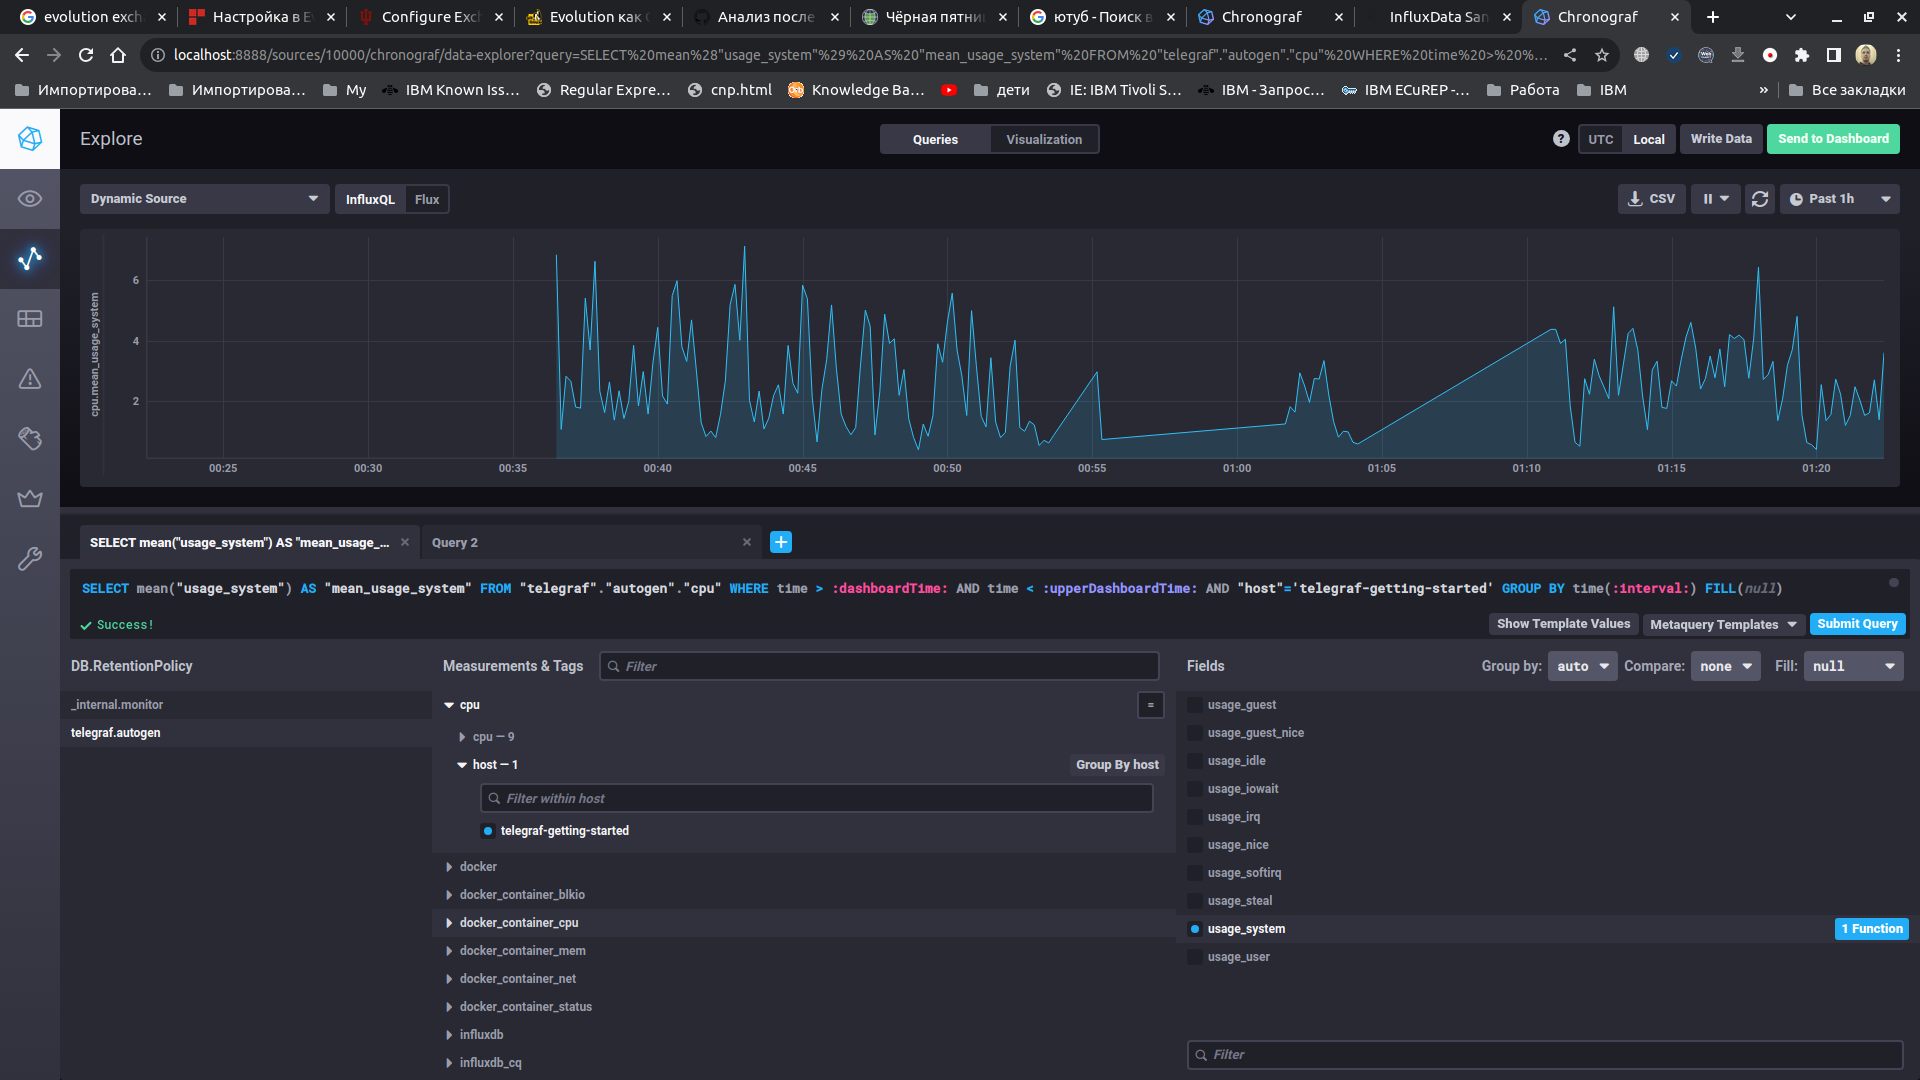 evolution exch
Настройка в E
Configure Exc
Evolution как
Анализ после
Чёрная пятни
ютуб - Поиск в
Chronograf
InfluxData San
Chronograf
localhost:8888/sources/10000/chronograf/data-explorer?query=SELECT%20mean%28"usage_system"%29%20AS%20"mean_usage_system"%20FROM%20"telegraf"."autogen"."cpu"%20WHERE%20time%20>%20%...
Импортирова...
Импортирова...
My
IBM Known Iss...
Regular Expre...
cnp.html
Knowledge Ba...
дети
IE: IBM Tivoli S...
IBM - Запрос...
IBM ECuREP -...
Работа
IBM
»
Все закладки
Explore
Queries
Visualization
?
UTC
Local
Write Data
Send to Dashboard
Dynamic Source
InfluxQL
Flux
CSV
Past 1h
cpu.mean_usage_system
6
4
2
00:25
00:30
00:35
00:40
00:45
00:50
00:55
01:00
01:05
01:10
01:15
01:20
SELECT mean("usage_system") AS "mean_usage_...
Query 2
SELECT mean("usage_system") AS "mean_usage_system" FROM "telegraf"."autogen"."cpu" WHERE time > :dashboardTime: AND time < :upperDashboardTime: AND "host"='telegraf-getting-started' GROUP BY time(:interval:) FILL(null)
Success!
Show Template Values
Metaquery Templates
Submit Query
DB.RetentionPolicy
_internal.monitor
telegraf.autogen
Measurements & Tags
Filter
cpu
=
cpu — 9
host — 1
Group By host
Filter within host
telegraf-getting-started
docker
docker_container_blkio
docker_container_cpu
docker_container_mem
docker_container_net
docker_container_status
influxdb
influxdb_cq
Fields
Group by:
auto
Compare:
none
Fill:
null
usage_guest
usage_guest_nice
usage_idle
usage_iowait
usage_irq
usage_nice
usage_softirq
usage_steal
usage_system
1 Function
usage_user
Filter